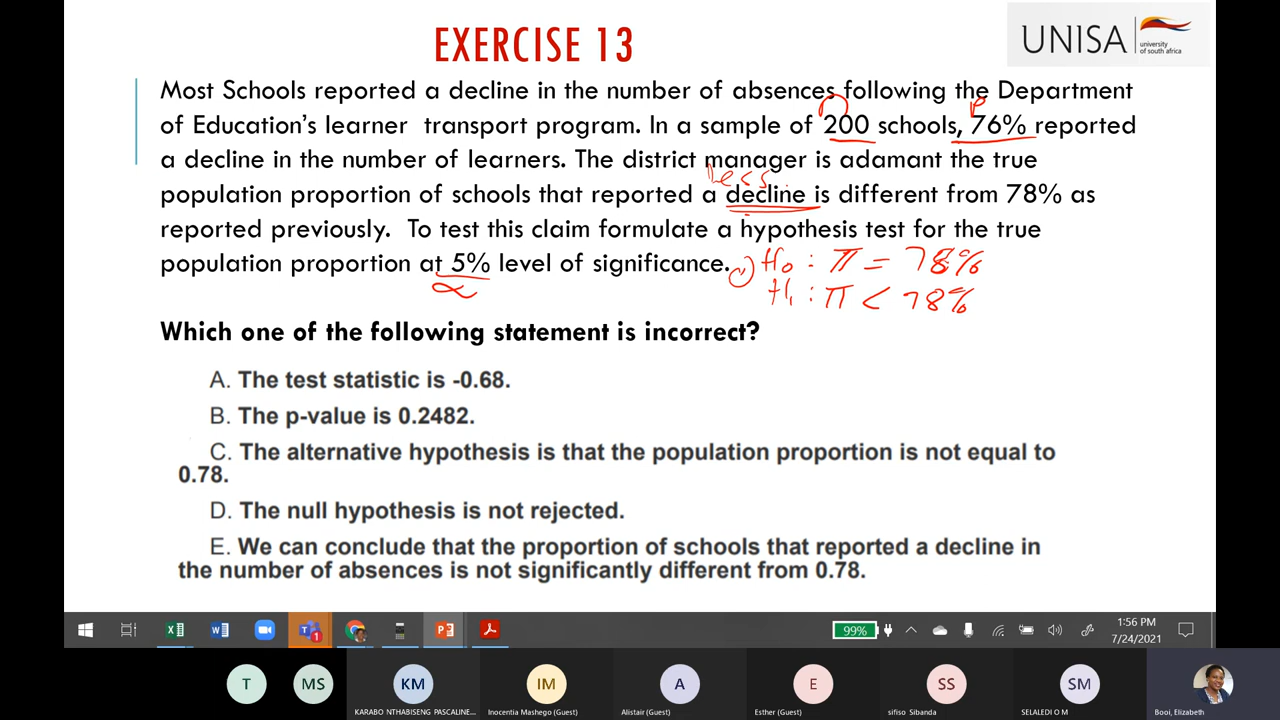 EXERCISE 13
UNISA
university
of south africa
Most Schools reported a decline in the number of absences following the Department
of Education's learner transport program. In a sample of 200 schools, 76% reported
a decline in the number of learners. The district manager is adamant the true
population proportion of schools that reported a decline is different from 78% as
reported previously. To test this claim formulate a hypothesis test for the true
population proportion at 5% level of significance.
P
Less
α
1) H0 : π = 78%
H1 : π < 78%
Which one of the following statement is incorrect?
A. The test statistic is -0.68.
B. The p-value is 0.2482.
C. The alternative hypothesis is that the population proportion is not equal to
0.78.
D. The null hypothesis is not rejected.
E. We can conclude that the proportion of schools that reported a decline in
the number of absences is not significantly different from 0.78.
99%
1:56 PM
7/24/2021
1
T
MS
KM
IM
A
E
SS
SM
KARABO NTHABISENG PASCALINE...
Inocentia Mashego (Guest)
Alistair (Guest)
Esther (Guest)
sifiso Sibanda
SELALEDI O M
Booi, Elizabeth